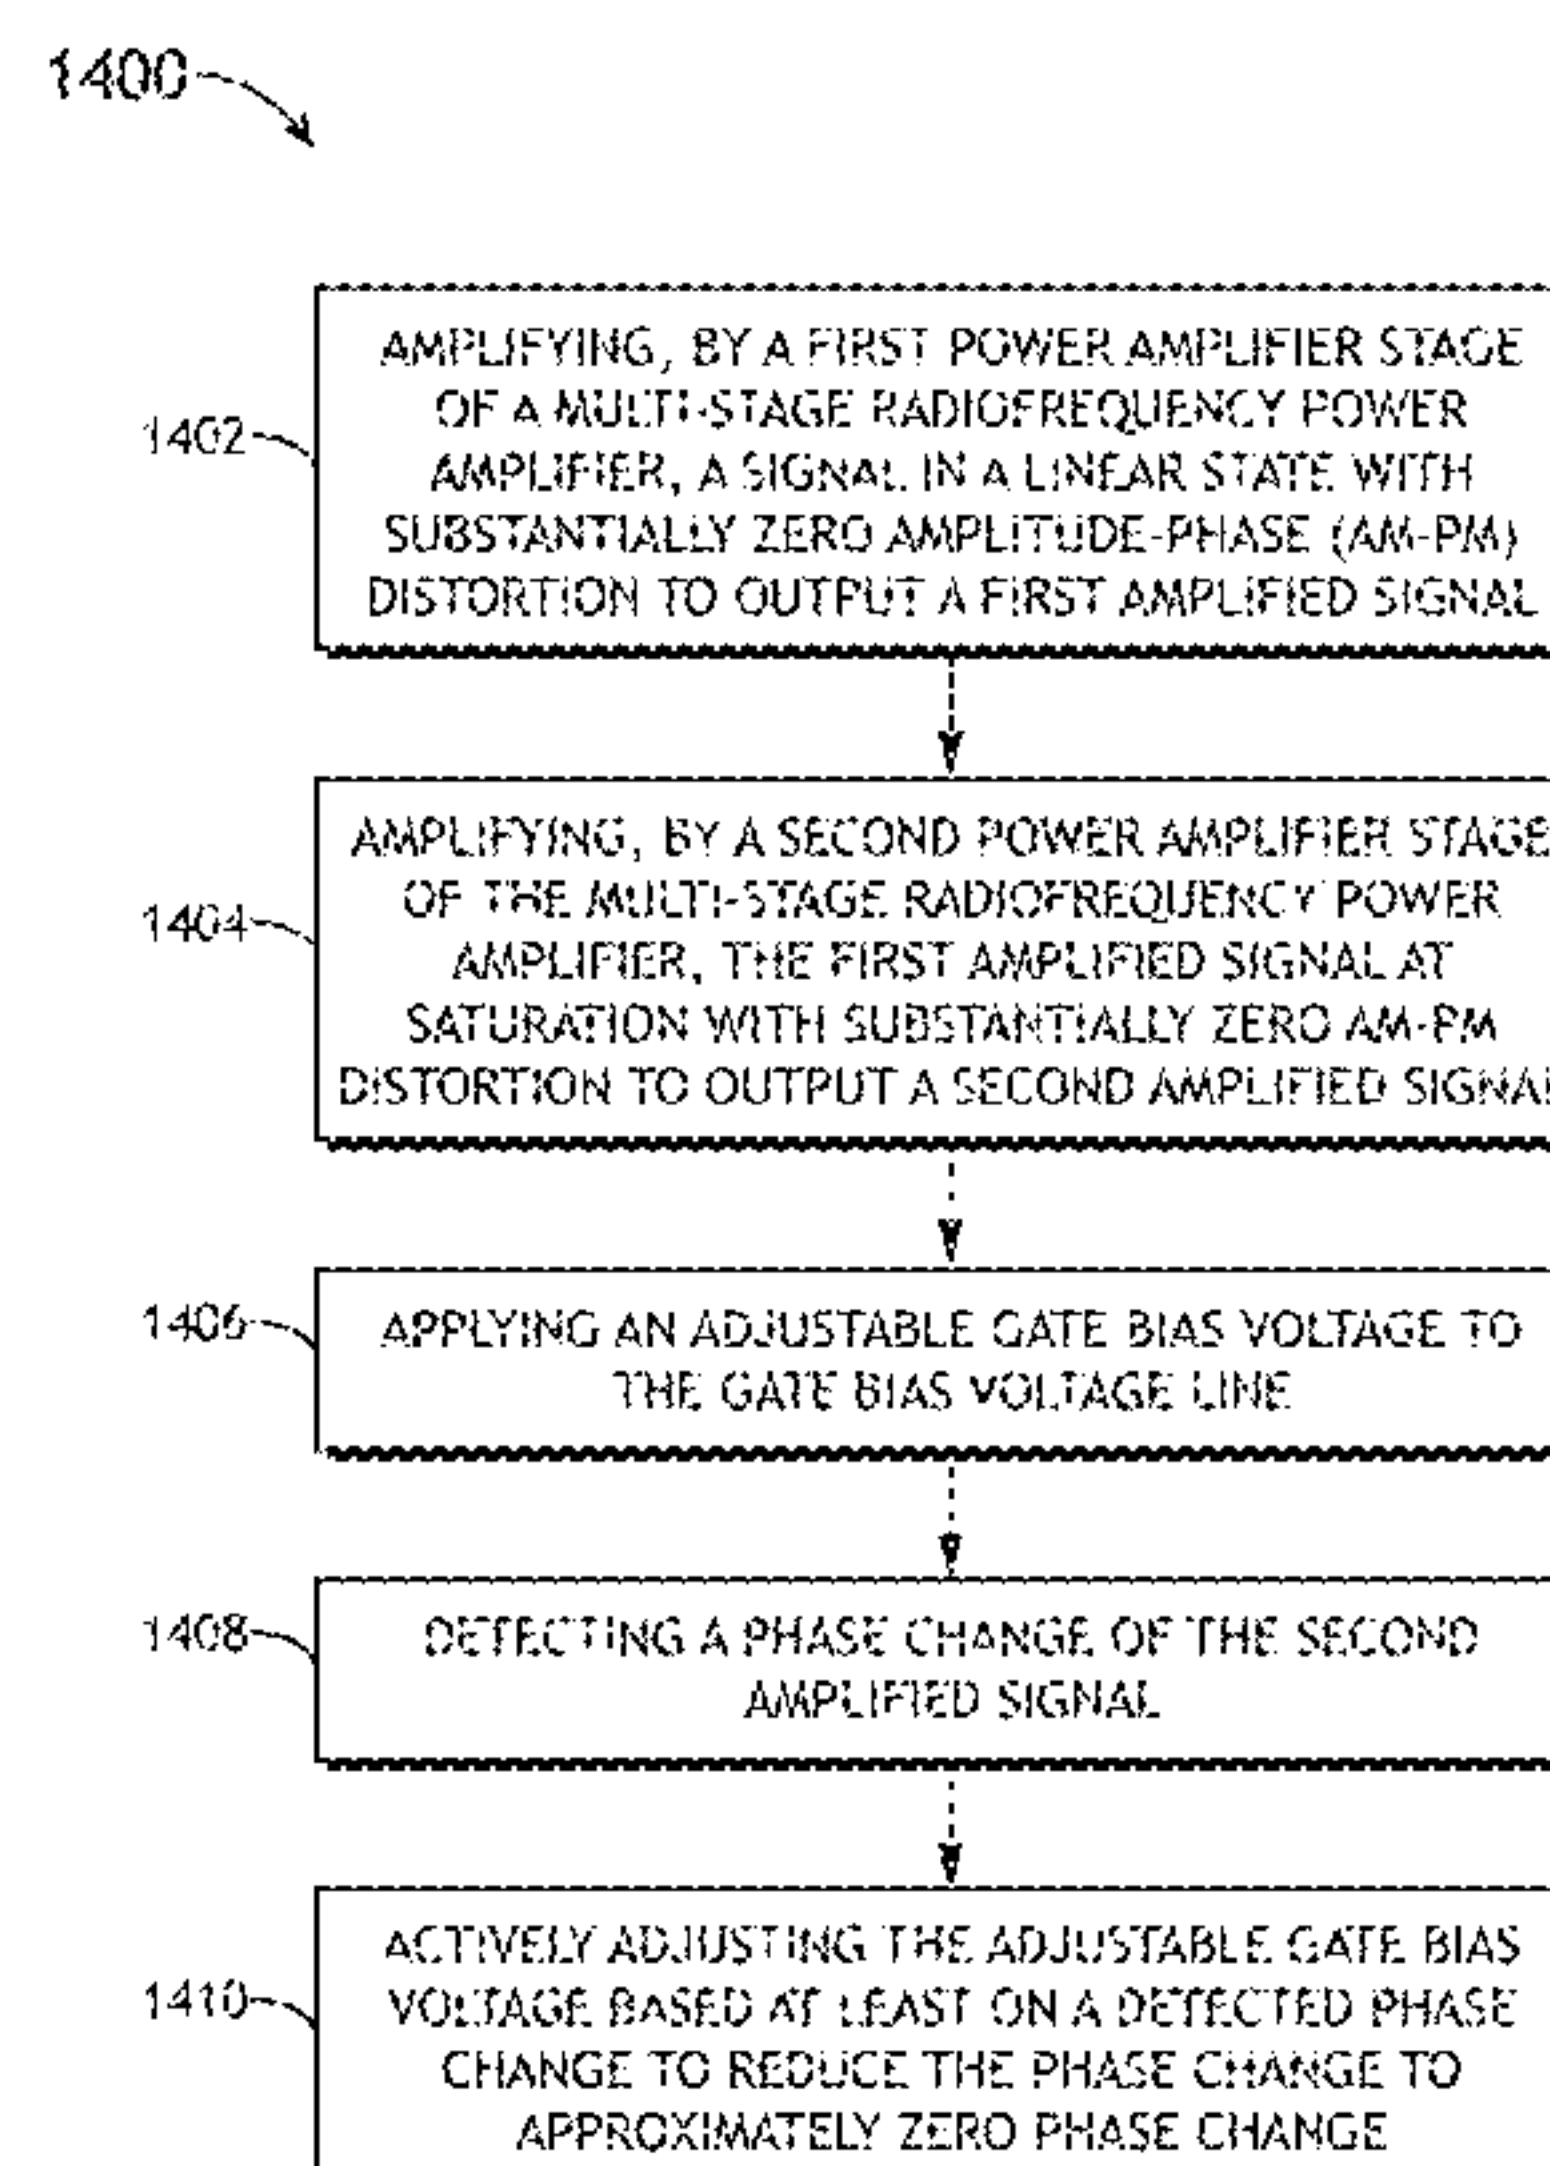 1400
1402
AMPLIFYING, BY A FIRST POWER AMPLIFIER STAGE
OF A MULTI-STAGE RADIOFREQUENCY POWER
AMPLIFIER, A SIGNAL IN A LINEAR STATE WITH
SUBSTANTIALLY ZERO AMPLITUDE-PHASE (AM-PM)
DISTORTION TO OUTPUT A FIRST AMPLIFIED SIGNAL
1404
AMPLIFYING, BY A SECOND POWER AMPLIFIER STAGE
OF THE MULTI-STAGE RADIOFREQUENCY POWER
AMPLIFIER, THE FIRST AMPLIFIED SIGNAL AT
SATURATION WITH SUBSTANTIALLY ZERO AM-PM
DISTORTION TO OUTPUT A SECOND AMPLIFIED SIGNAL
1406
APPLYING AN ADJUSTABLE GATE BIAS VOLTAGE TO
THE GATE BIAS VOLTAGE LINE
1408
DETECTING A PHASE CHANGE OF THE SECOND
AMPLIFIED SIGNAL
1410
ACTIVELY ADJUSTING THE ADJUSTABLE GATE BIAS
VOLTAGE BASED AT LEAST ON A DETECTED PHASE
CHANGE TO REDUCE THE PHASE CHANGE TO
APPROXIMATELY ZERO PHASE CHANGE